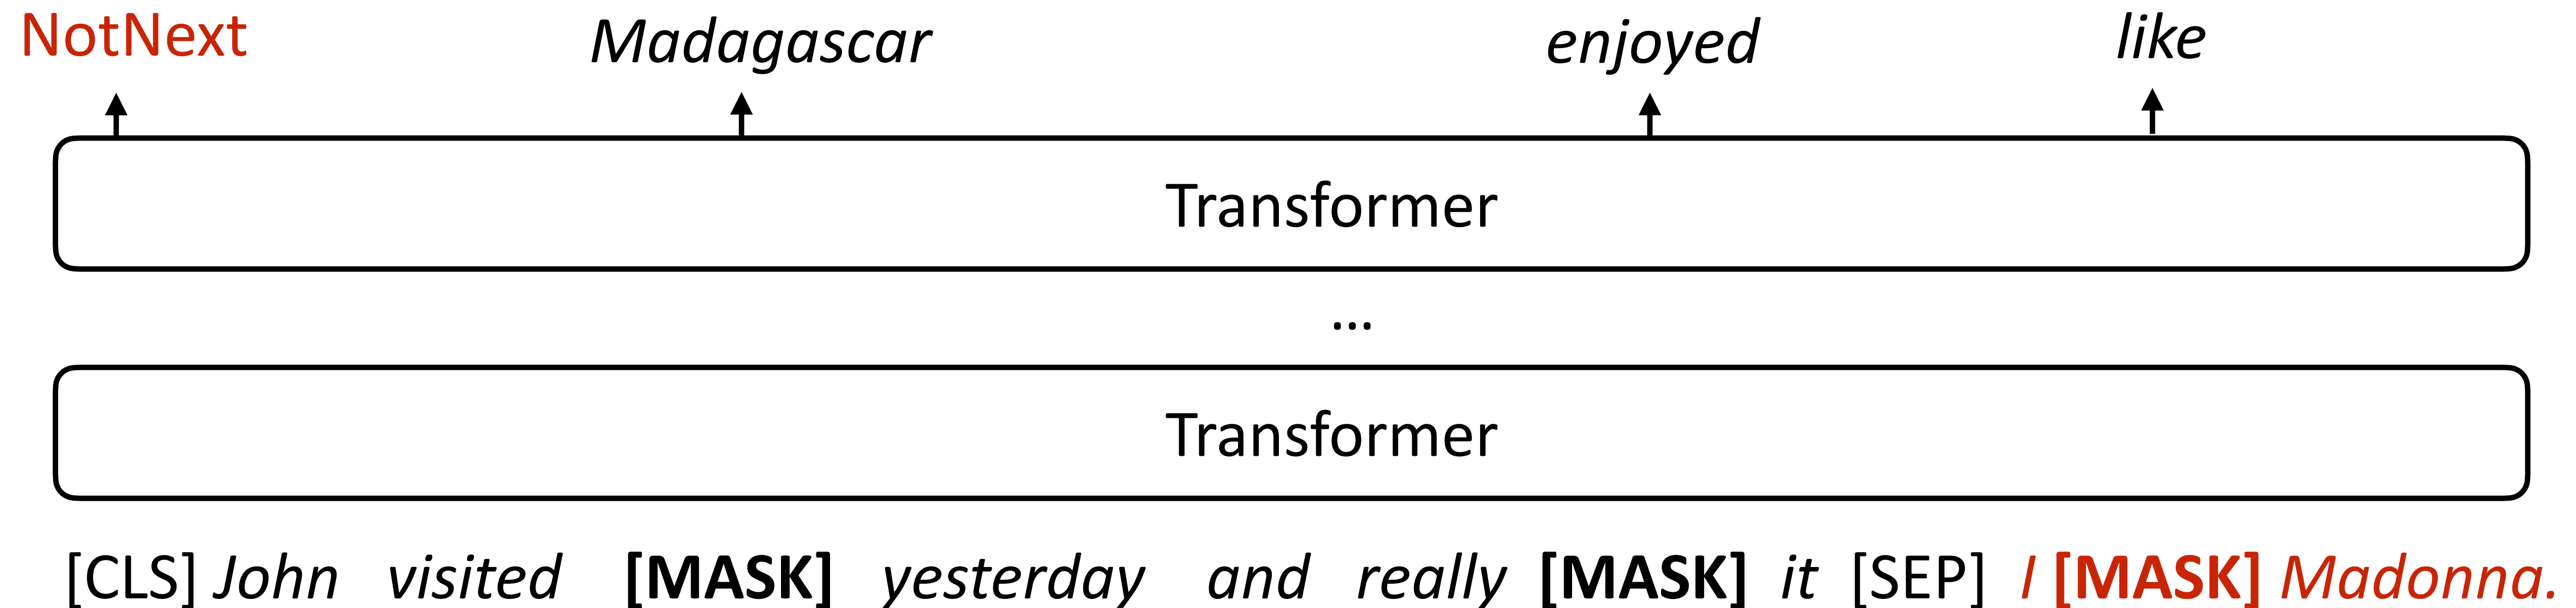 NotNext Madagascar enjoyed like
Transformer
...
Transformer
[CLS] John visited [MASK] yesterday and really [MASK] it [SEP] I [MASK] Madonna.